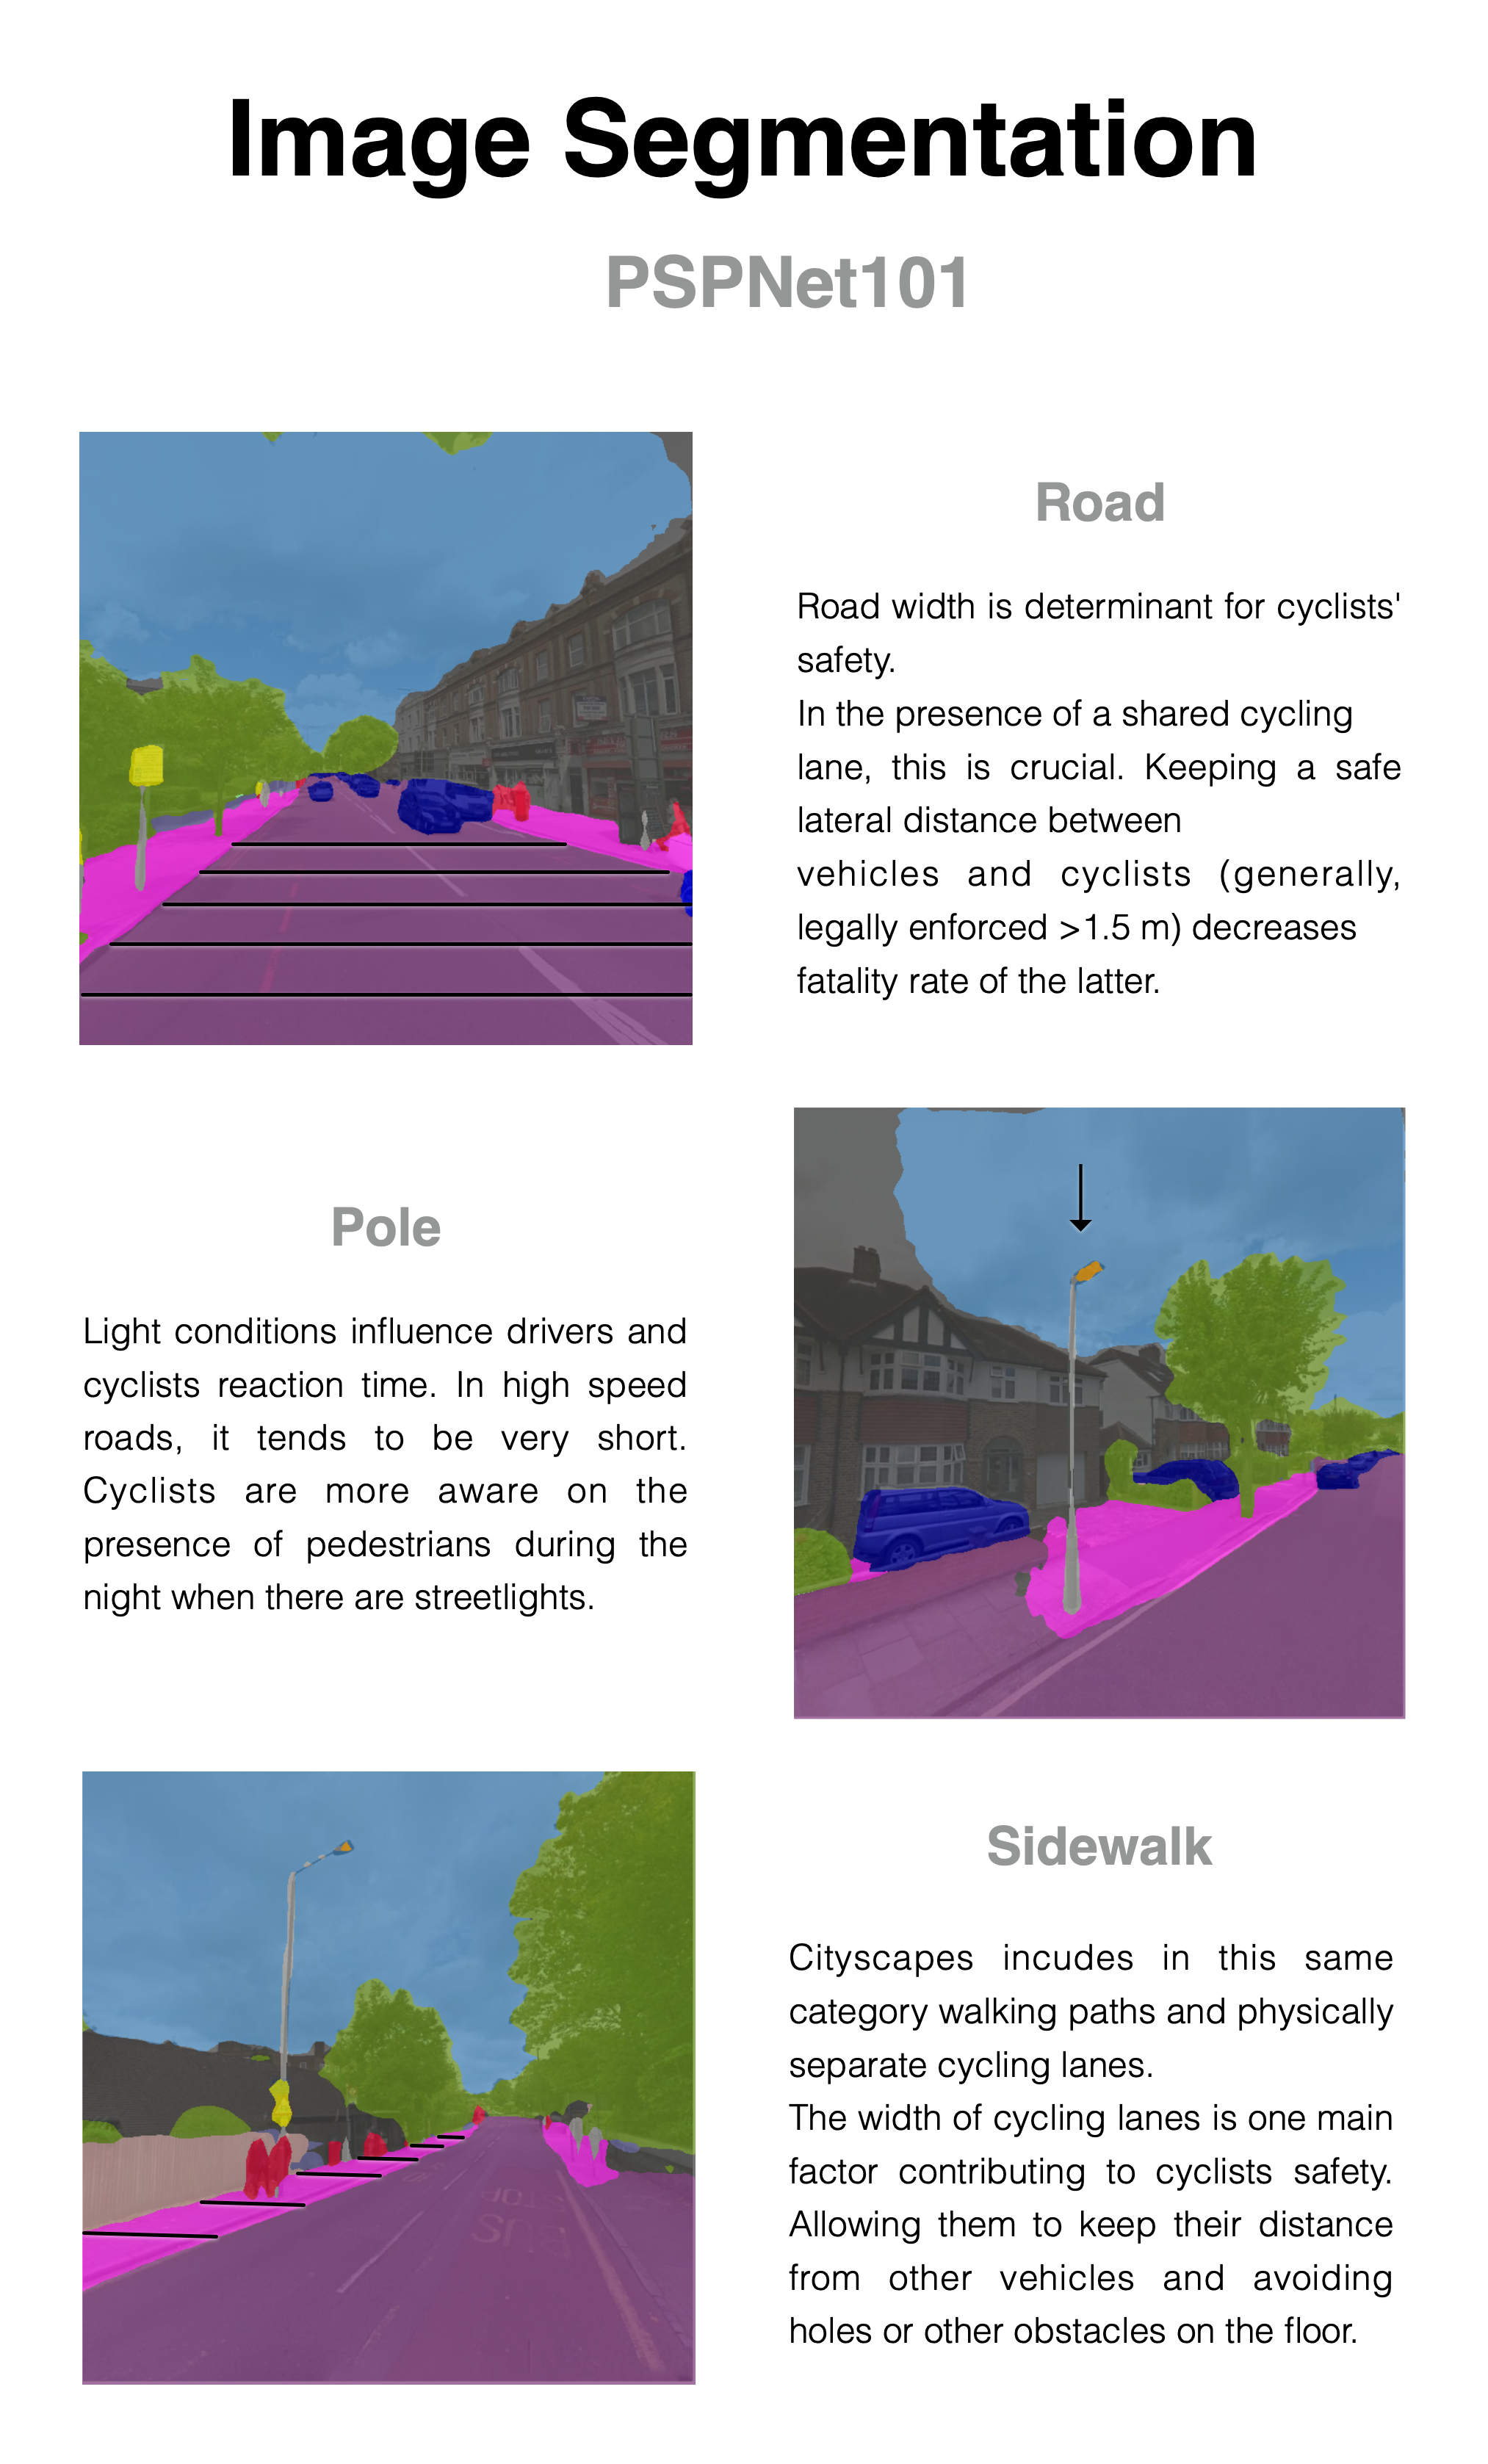 Image Segmentation
PSPNet101
Road
Road width is determinant for cyclists'
safety.
In the presence of a shared cycling
lane, this is crucial. Keeping a safe
lateral distance between
vehicles and cyclists (generally,
legally enforced >1.5 m) decreases
fatality rate of the latter.
Pole
Light conditions influence drivers and
cyclists reaction time. In high speed
roads, it tends to be very short.
Cyclists are more aware on the
presence of pedestrians during the
night when there are streetlights.
Sidewalk
Cityscapes incudes in this same
category walking paths and physically
separate cycling lanes.
The width of cycling lanes is one main
factor contributing to cyclists safety.
Allowing them to keep their distance
from other vehicles and avoiding
holes or other obstacles on the floor.
STOP
BUS